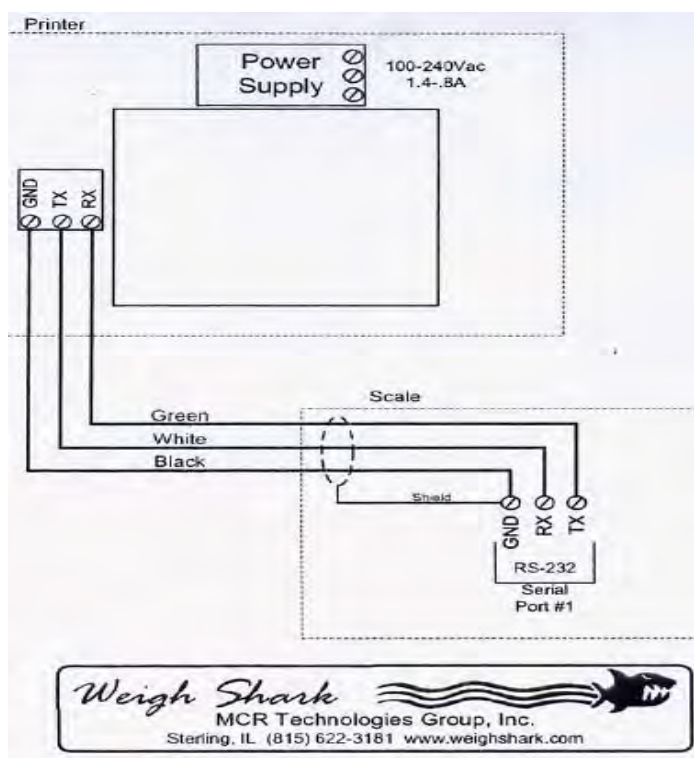 Printer
Power
Supply
100-240Vac
1.4-.8A
GND
TX
RX
Scale
Green
White
Black
Shield
GND
RX
TX
RS-232
Serial
Port #1
Weigh Shark
MCR Technologies Group, Inc.
Sterling, IL (815) 622-3181 www.weighshark.com